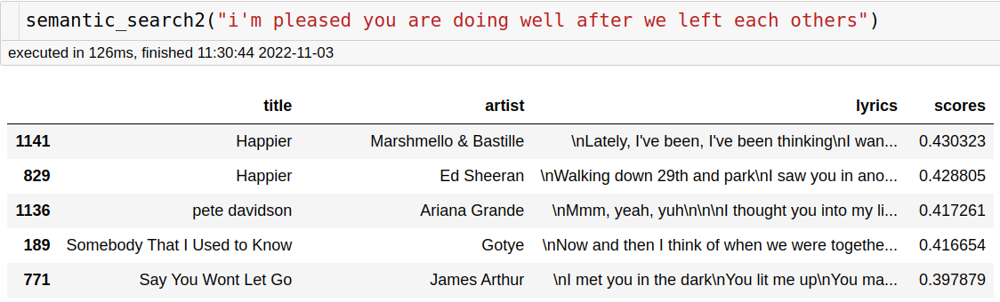 semantic_search2("i'm pleased you are doing well after we left each others")
executed in 126ms, finished 11:30:44 2022-11-03
title artist lyrics scores
1141 Happier Marshmello & Bastille \nLately, I've been, I've been thinking\nI wan... 0.430323
829 Happier Ed Sheeran \nWalking down 29th and park\nI saw you in ano... 0.428805
1136 pete davidson Ariana Grande \nMmm, yeah, yuh\n\n\nI thought you into my li... 0.417261
189 Somebody That I Used to Know Gotye \nNow and then I think of when we were togethe... 0.416654
771 Say You Wont Let Go James Arthur \nI met you in the dark\nYou lit me up\nYou ma... 0.397879